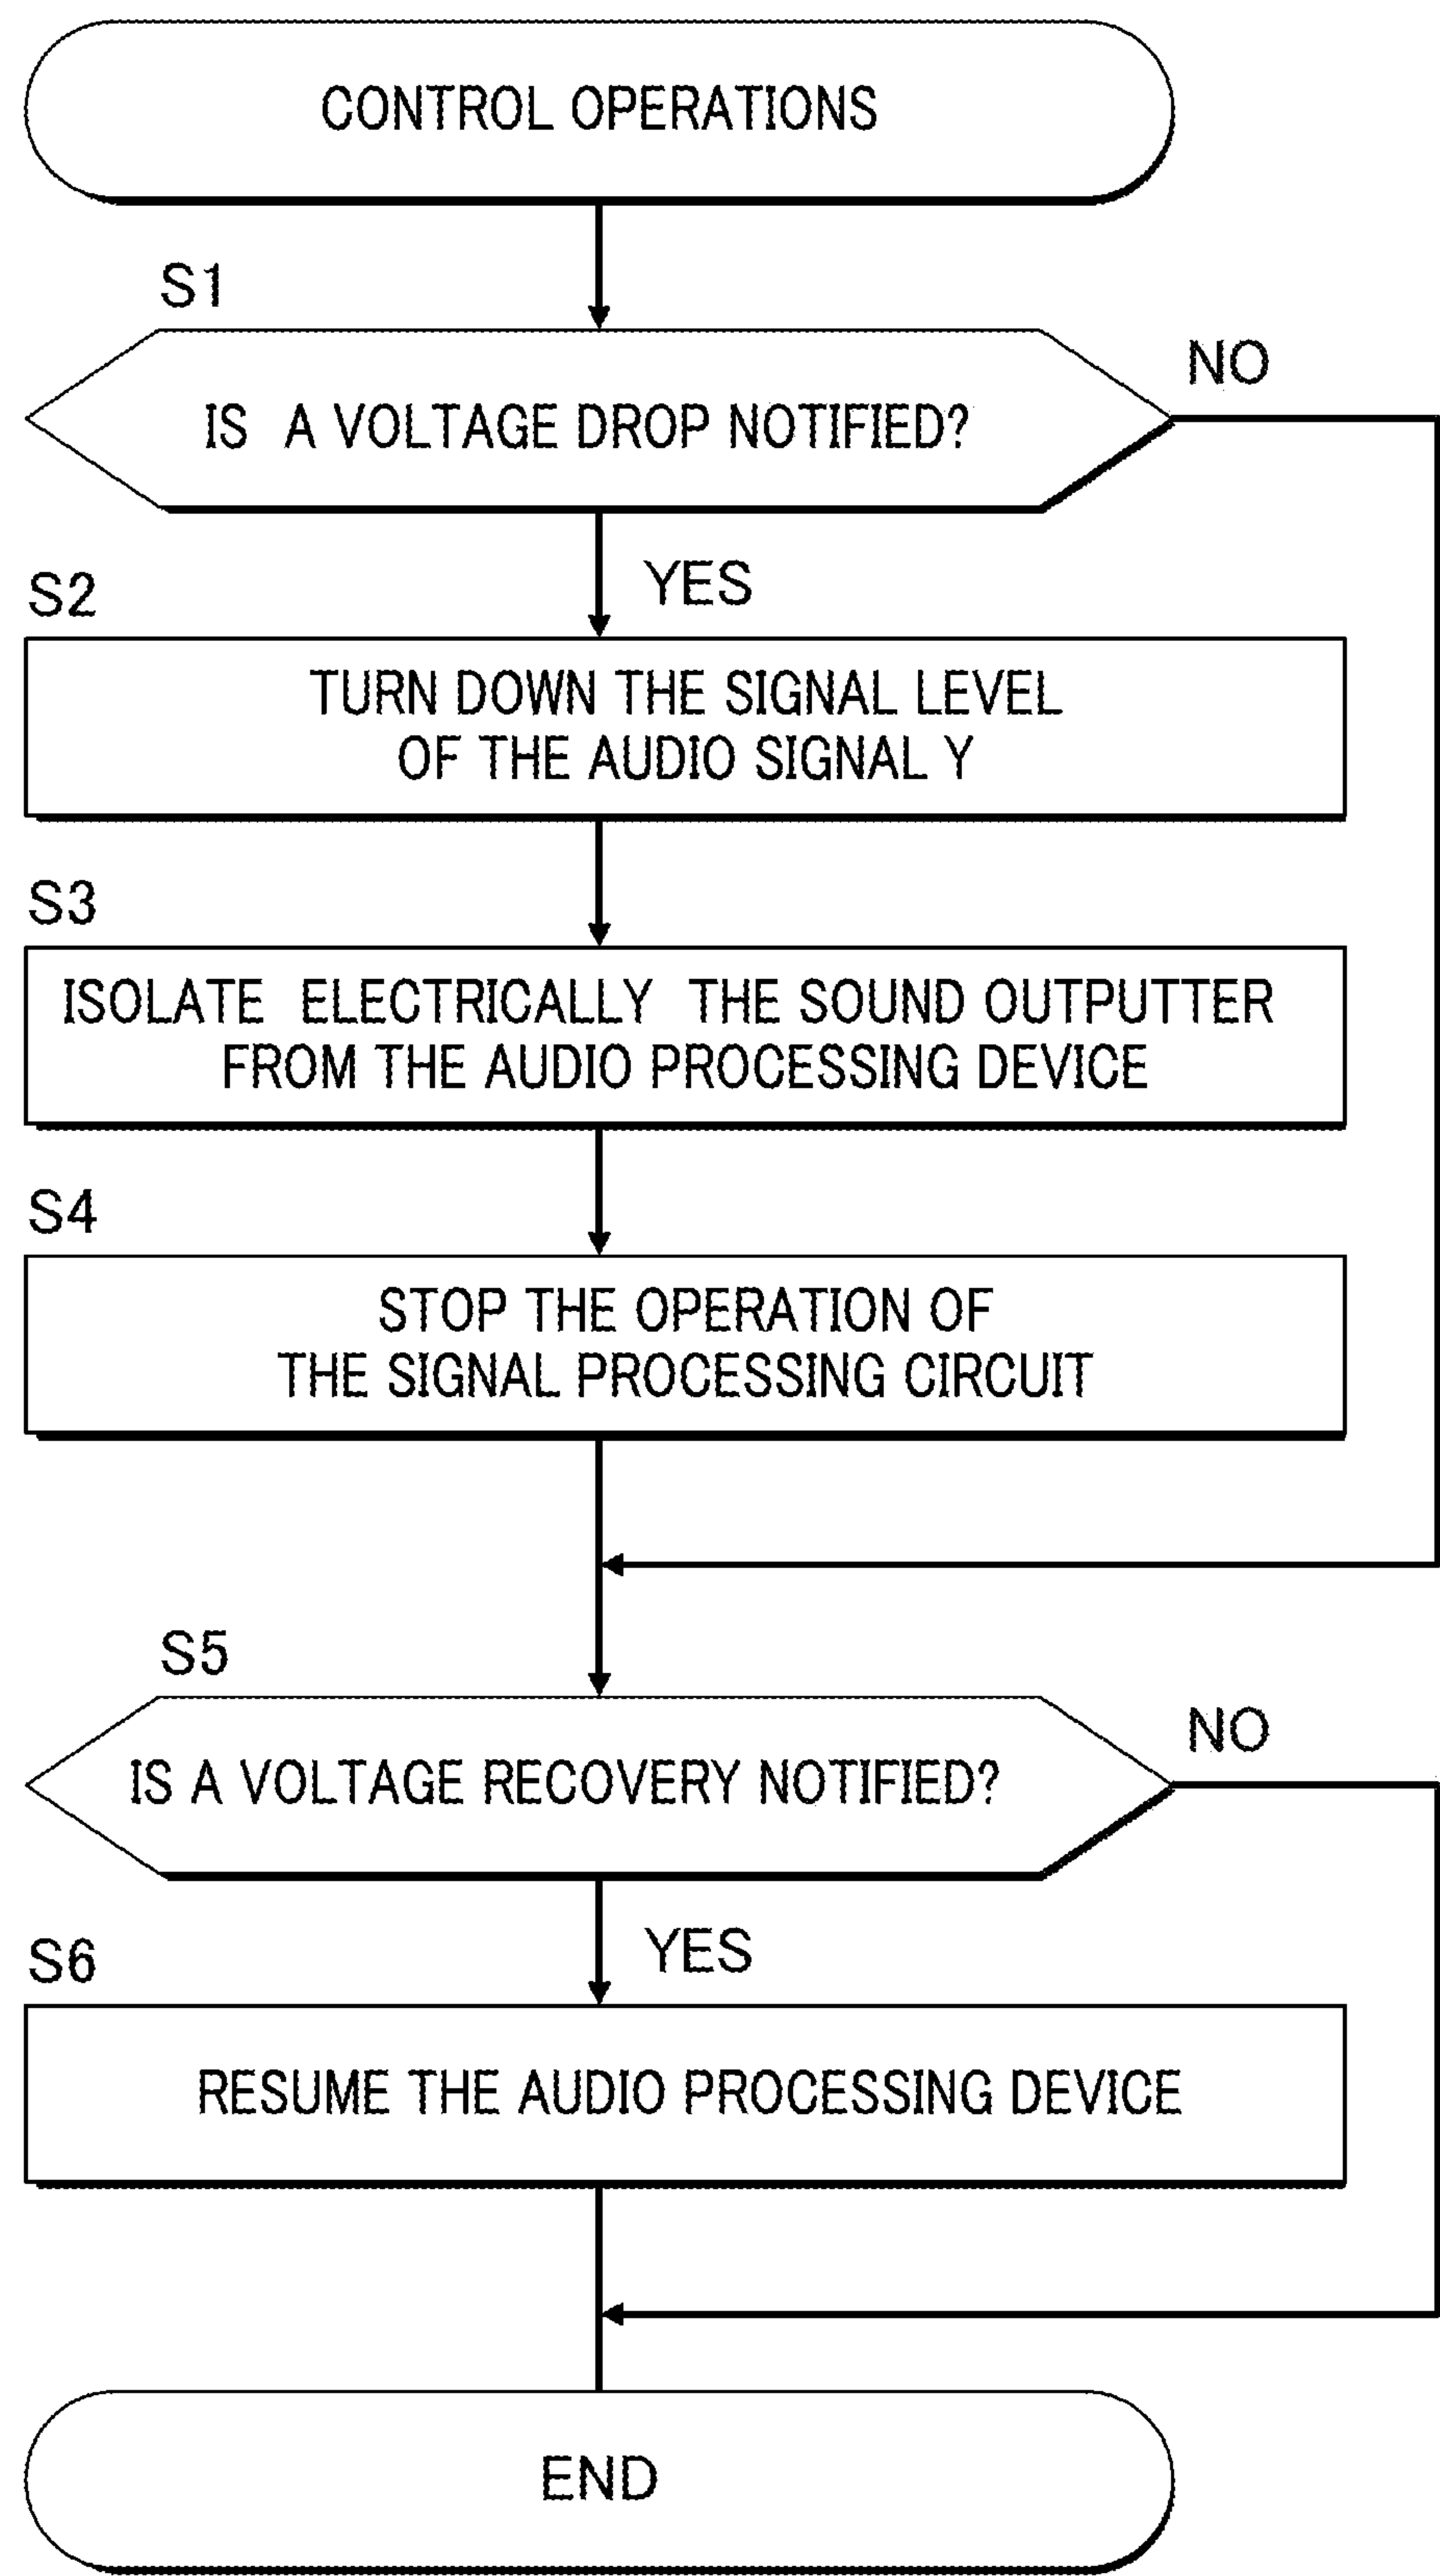 CONTROL OPERATIONS
S1
IS A VOLTAGE DROP NOTIFIED?
NO
YES
S2
TURN DOWN THE SIGNAL LEVEL
OF THE AUDIO SIGNAL Y
S3
ISOLATE ELECTRICALLY THE SOUND OUTPUTTER
FROM THE AUDIO PROCESSING DEVICE
S4
STOP THE OPERATION OF
THE SIGNAL PROCESSING CIRCUIT
S5
IS A VOLTAGE RECOVERY NOTIFIED?
NO
YES
S6
RESUME THE AUDIO PROCESSING DEVICE
END